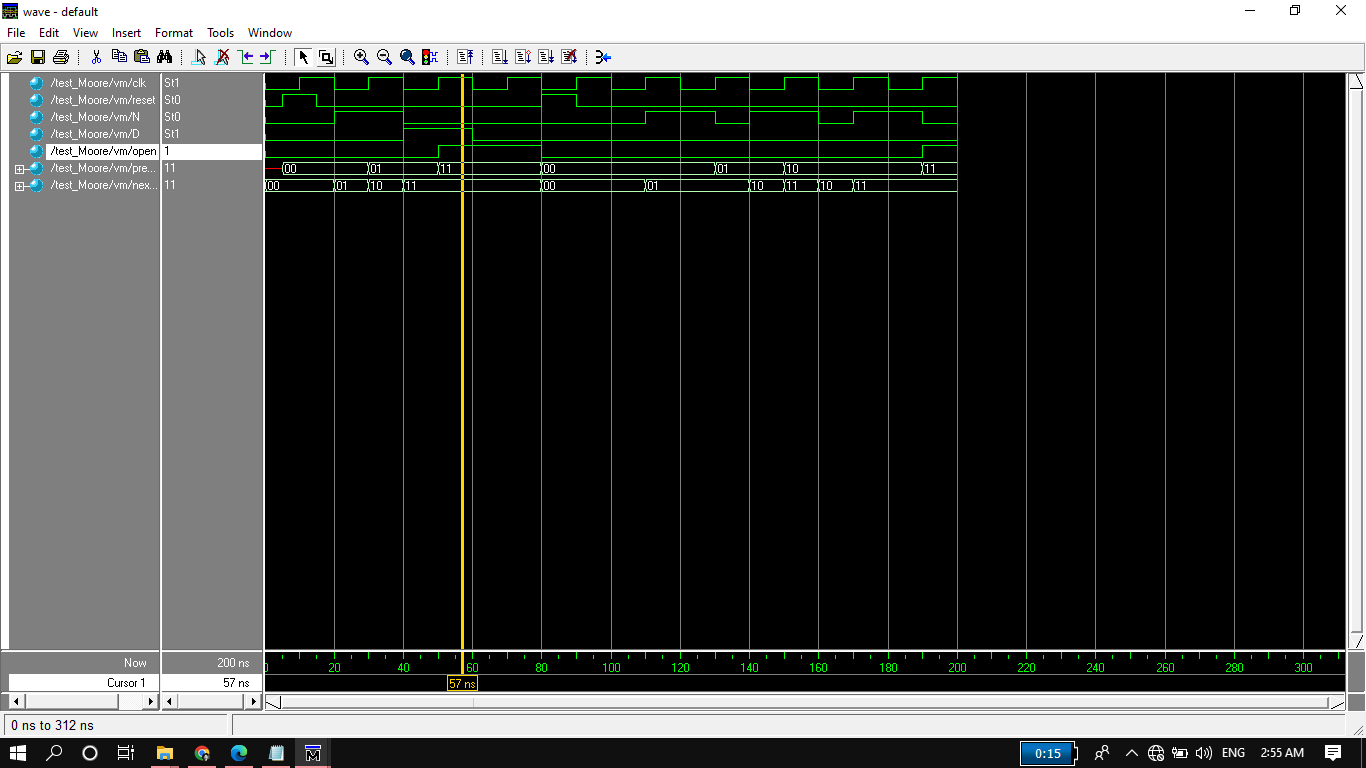 wave - default
File Edit View Insert Format Tools Window
/test_Moore/vm/clk St1
/test_Moore/vm/reset St0
/test_Moore/vm/N St0
/test_Moore/vm/D St1
/test_Moore/vm/open 1
/test_Moore/vm/pre... 11 00 01 11 00 01 10 11
/test_Moore/vm/nex... 11 00 01 10 11 00 01 10 11 10 11
Now 200 ns 20 40 60 80 100 120 140 160 180 200 220 240 260 280 300
Cursor 1 57 ns 57 ns
0 ns to 312 ns
0:15 ENG 2:55 AM